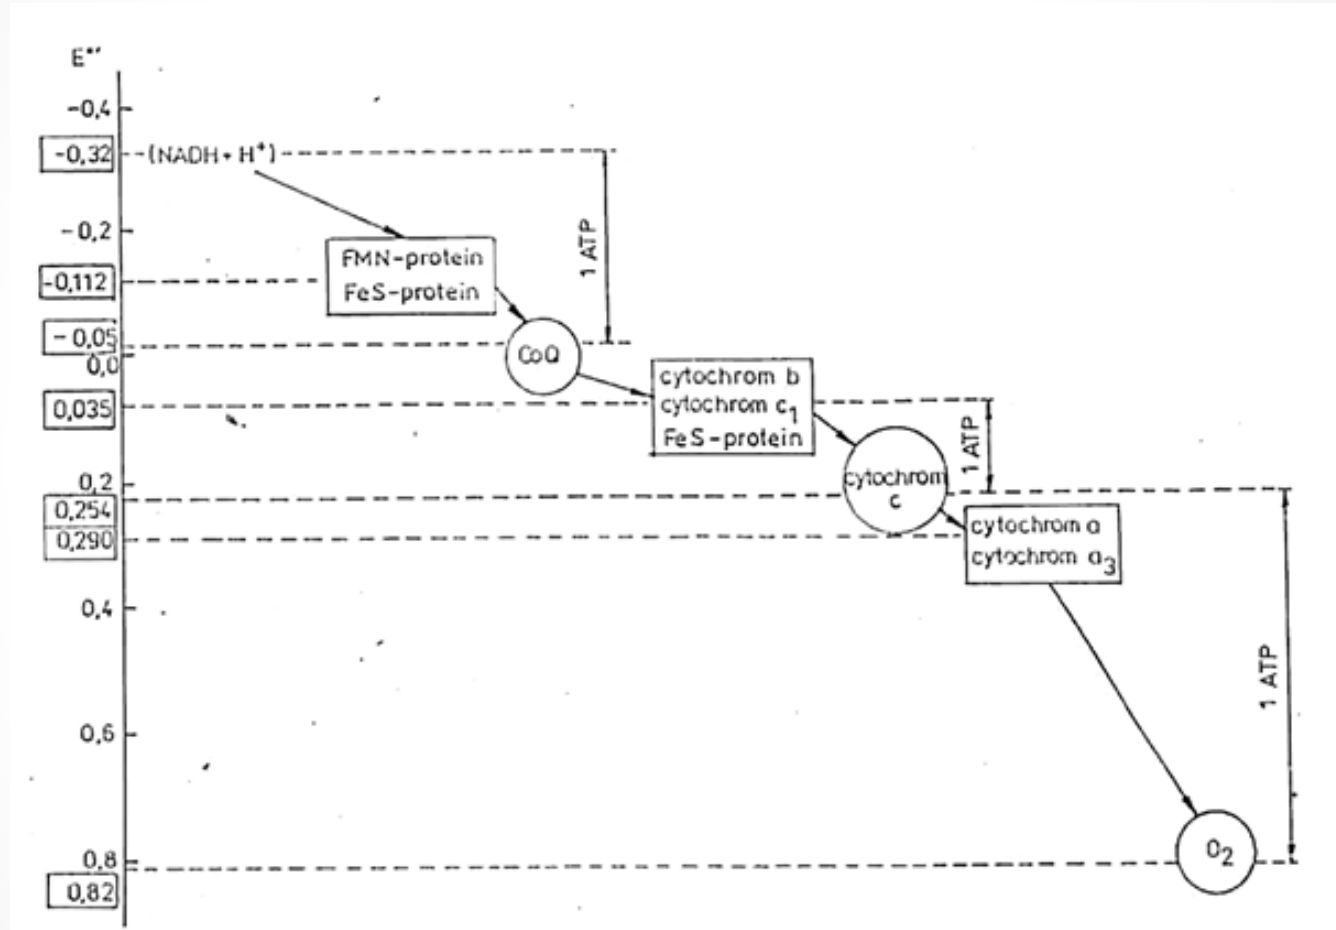 E°'
-0,4
-0,32
(NADH + H⁺)
-0,2
1 ATP
FMN-protein
FeS-protein
-0,112
-0,05
0,0
CoQ
cytochrom b
cytochrom c₁
FeS-protein
0,035
1 ATP
0,2
cytochrom
c
0,254
0,290
cytochrom a
cytochrom a₃
0,4
1 ATP
0,6
0,8
O₂
0,82